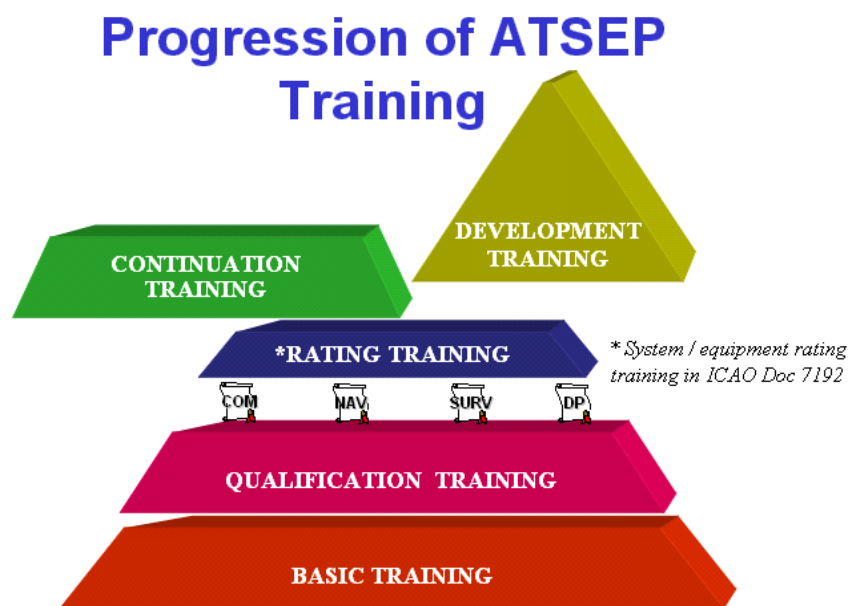 Progression of ATSEP
Training
DEVELOPMENT
TRAINING
CONTINUATION
TRAINING
*RATING TRAINING
* System / equipment rating
training in ICAO Doc 7192
COM NAV SURV DP
QUALIFICATION TRAINING
BASIC TRAINING